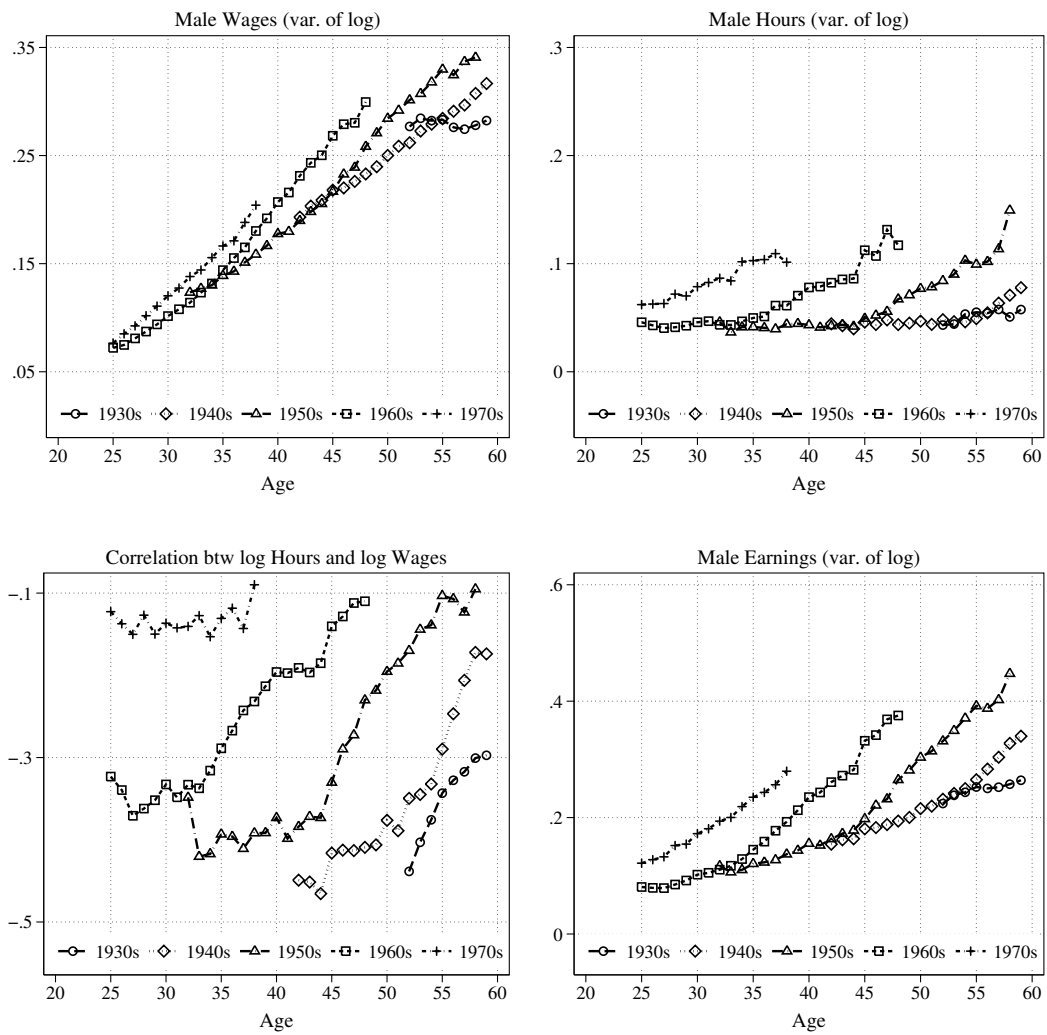 Male Wages (var. of log)
.35
.25
.15
.05
1930s 1940s 1950s 1960s 1970s
20 25 30 35 40 45 50 55 60
Age
Male Hours (var. of log)
.3
.2
.1
0
1930s 1940s 1950s 1960s 1970s
20 25 30 35 40 45 50 55 60
Age
Correlation btw log Hours and log Wages
−.1
−.3
−.5
1930s 1940s 1950s 1960s 1970s
20 25 30 35 40 45 50 55 60
Age
Male Earnings (var. of log)
.6
.4
.2
0
1930s 1940s 1950s 1960s 1970s
20 25 30 35 40 45 50 55 60
Age